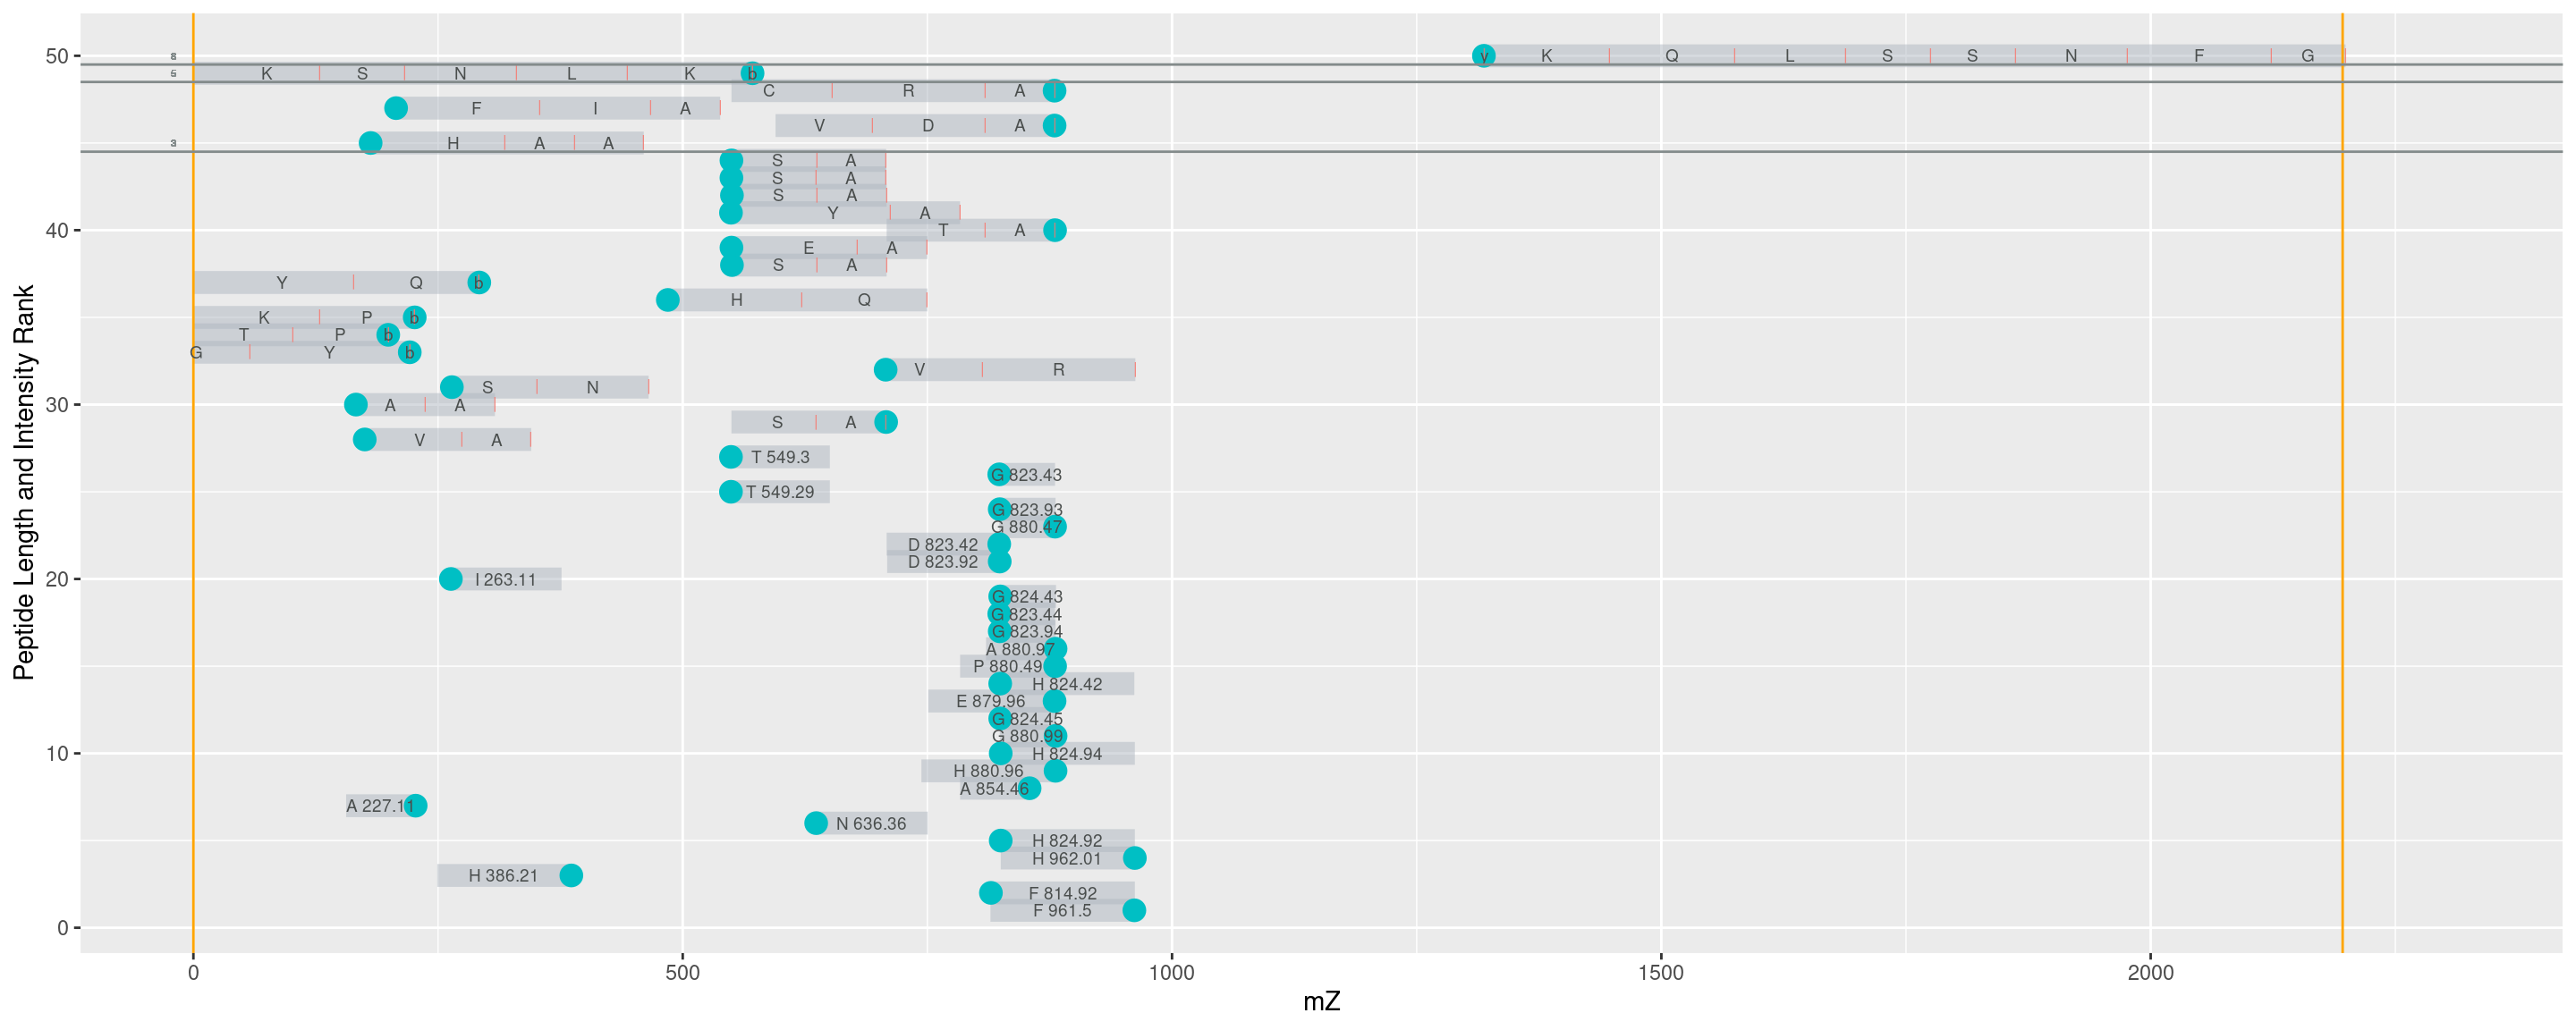 50
8
y K Q L S S N F G
5
K S N L K b
C R A
F I A
V D A
3
H A A
S A
S A
S A
Y A
40
T A
E A
S A
Y Q b
H Q
K P b
T P b
G Y b
V R
S N
30
A A
S A
V A
T 549.3
G 823.43
T 549.29
G 823.93
G 880.47
D 823.42
D 823.92
20
I 263.11
G 824.43
G 823.44
G 823.94
A 880.97
P 880.49
H 824.42
E 879.96
G 824.45
G 880.99
10
H 824.94
H 880.96
A 854.46
A 227.11
N 636.36
H 824.92
H 962.01
H 386.21
F 814.92
F 961.5
0
0 500 1000 1500 2000
mZ
Peptide Length and Intensity Rank